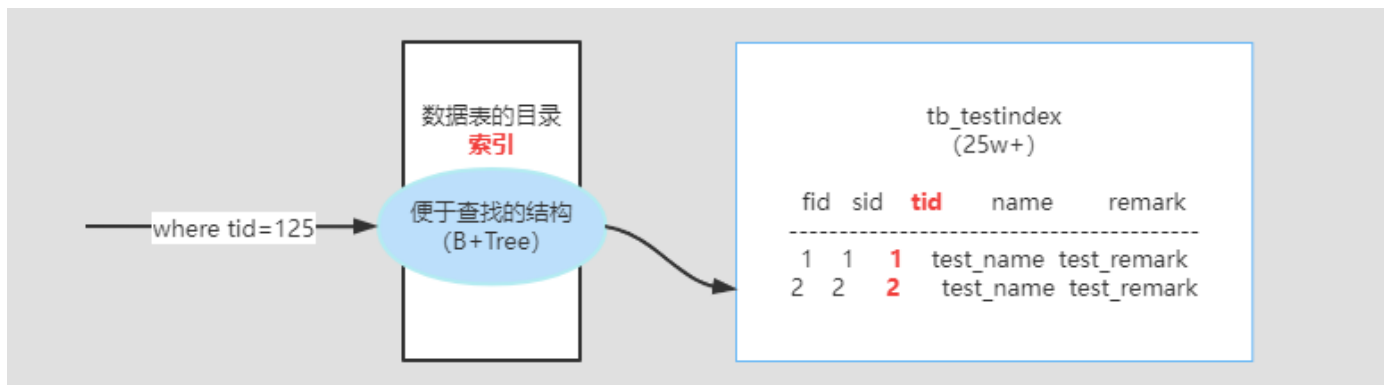 where tid=125
数据表的目录
索引
便于查找的结构
（B+Tree）
tb_testindex
（25w+）
fid sid tid name remark
-----------------------------------------
1 1 1 test_name test_remark
2 2 2 test_name test_remark